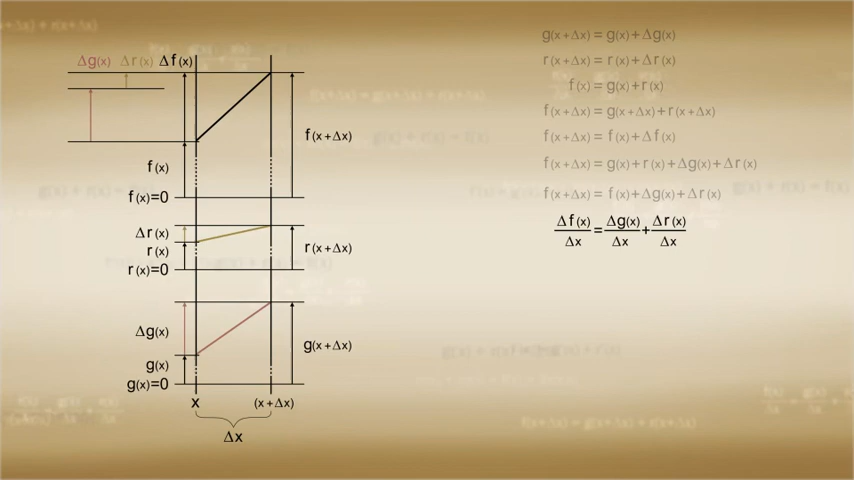 Δg(x) Δr(x) Δf(x)
f(x+Δx)
f(x)
f(x)=0
Δr(x)
r(x)
r(x+Δx)
r(x)=0
Δg(x)
g(x+Δx)
g(x)
g(x)=0
x
(x+Δx)
Δx
g(x+Δx) = g(x)+Δg(x)
r(x+Δx) = r(x)+Δr(x)
f(x) = g(x)+r(x)
f(x+Δx) = g(x+Δx)+r(x+Δx)
f(x+Δx) = f(x)+Δf(x)
f(x+Δx) = g(x)+r(x)+Δg(x)+Δr(x)
f(x+Δx) = f(x)+Δg(x)+Δr(x)
Δf(x)/Δx = Δg(x)/Δx + Δr(x)/Δx